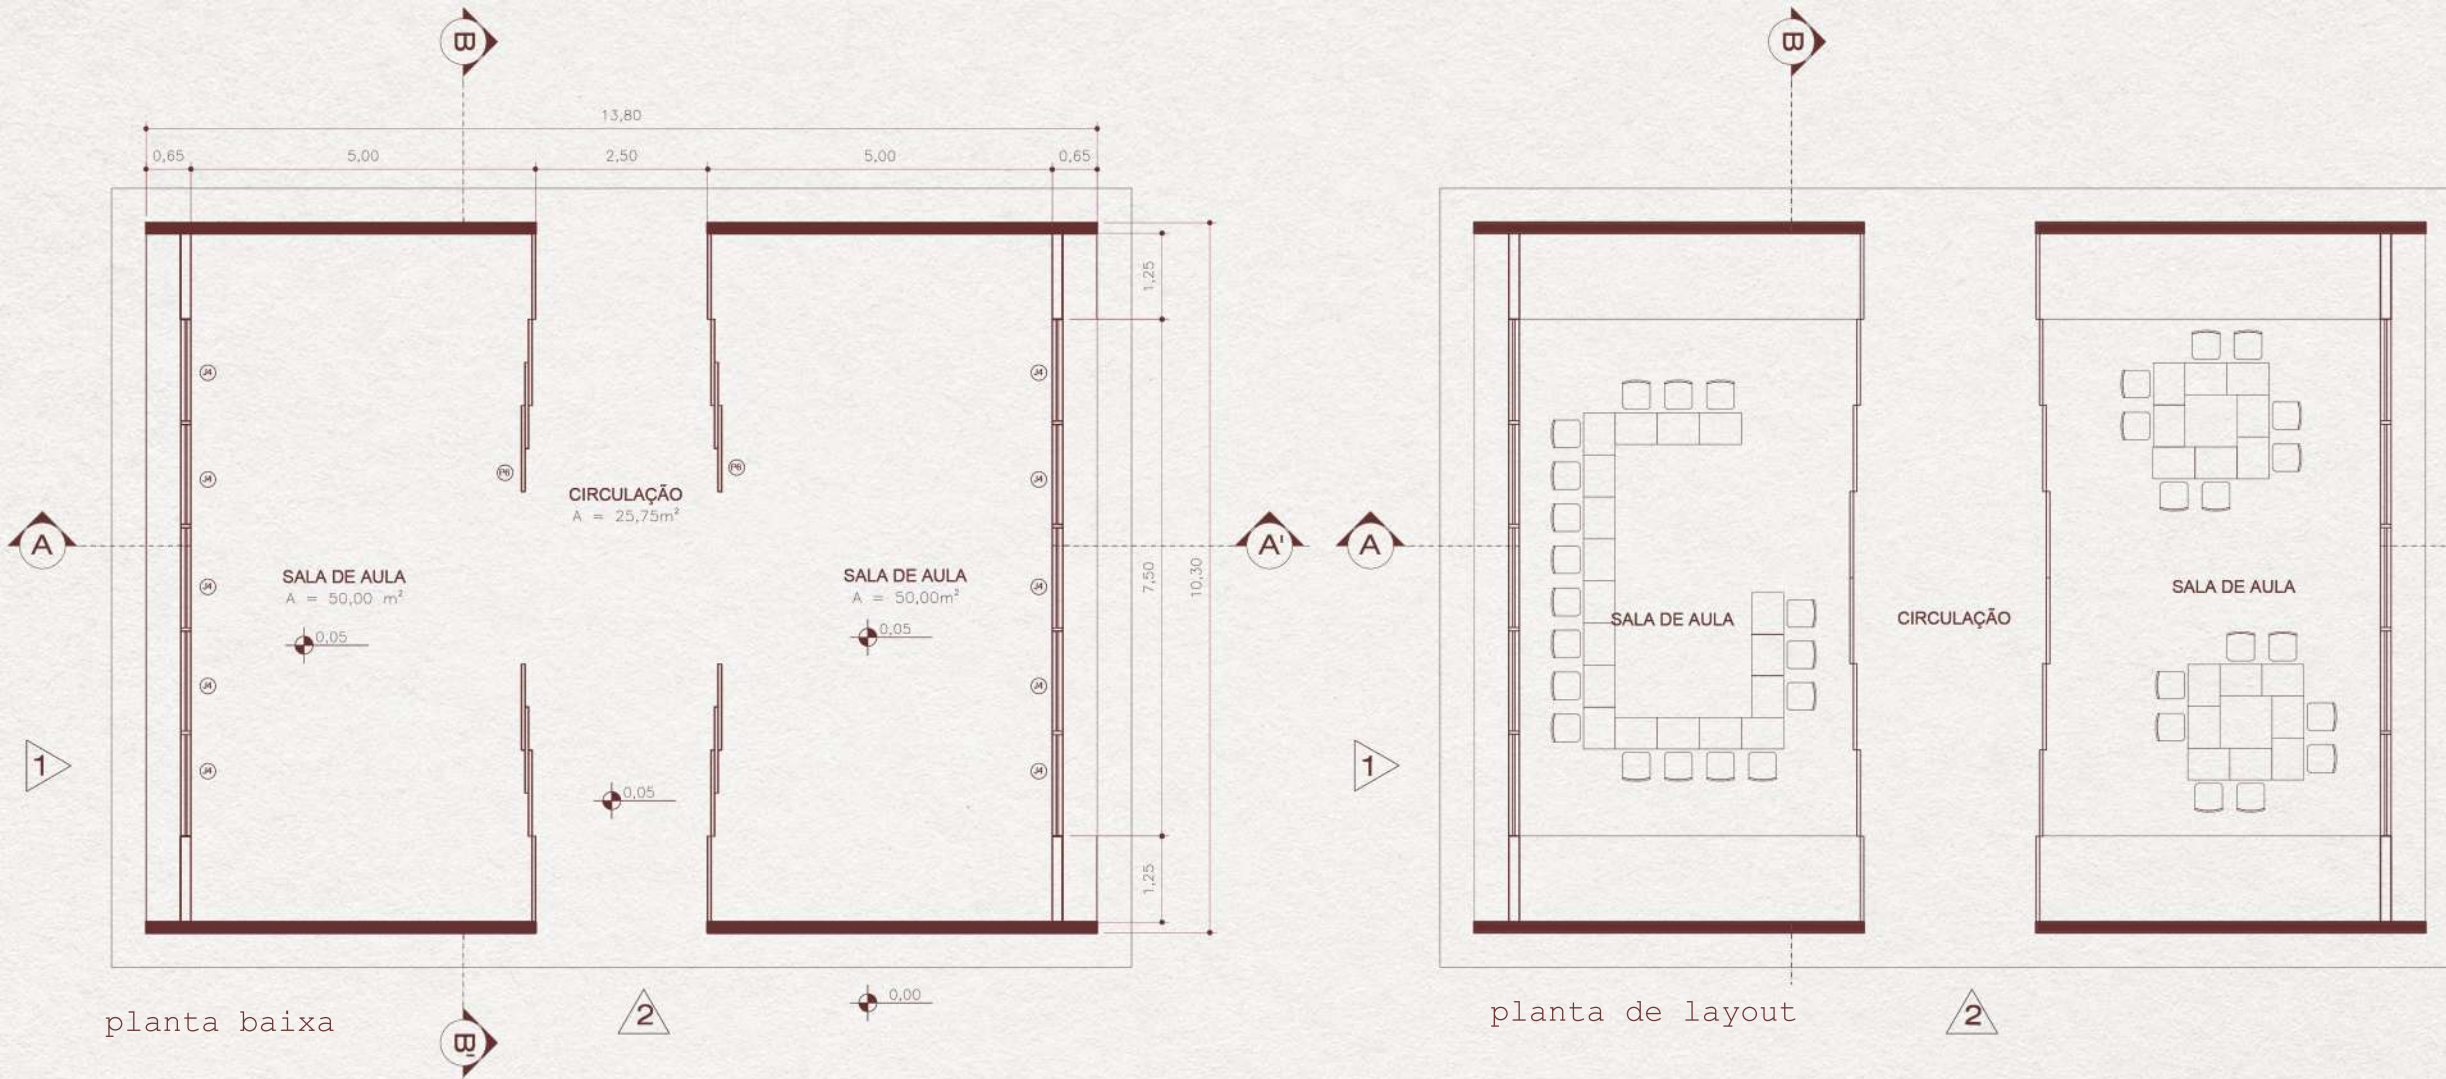 B
B
13,80
0,65
5,00
2,50
5,00
0,65
1,25
J4
J4
J4
J4
P6
P6
CIRCULAÇÃO
A = 25,75m²
A
A'
A
SALA DE AULA
A = 50,00 m²
0,05
J4
J4
SALA DE AULA
A = 50,00m²
0,05
J4
J4
7,50
10,30
SALA DE AULA
CIRCULAÇÃO
SALA DE AULA
J4
J4
1
0,05
1
1,25
0,00
planta baixa
2
B'
planta de layout
2